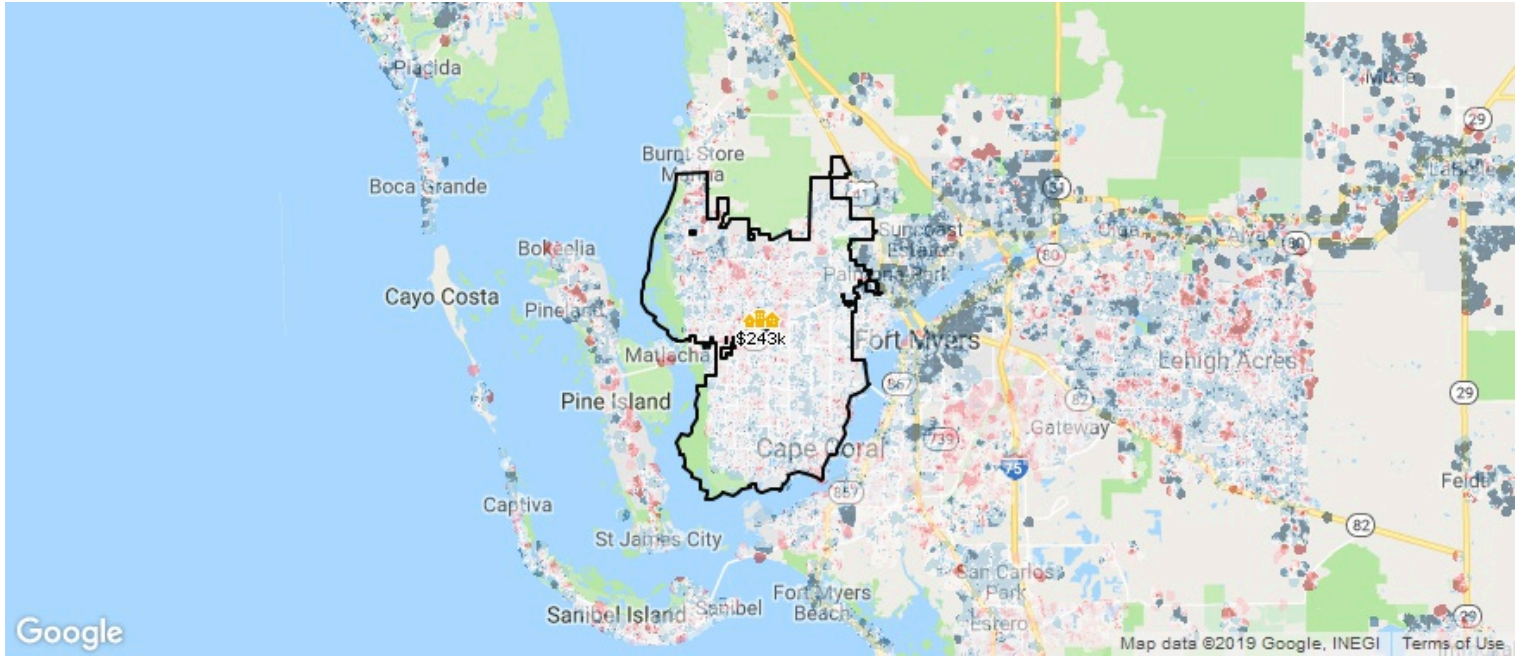 Placida
Muce
29
LaBelle
Burnt Store
Marina
Boca Grande
31
41
Suncoast
Estates
Olga
Alva
80
Bokeelia
80
Palmona Park
Cayo Costa
Pineland
$243k
Fort Myers
Matlacha
Lehigh Acres
867
Pine Island
82
29
Gateway
739
Cape Coral
75
Felda
867
Captiva
82
St James City
San Carlos
Park
Fort Myers
Beach
Sanibel Island
Sanibel
Estero
29
Google
Map data ©2019 Google, INEGI Terms of Use